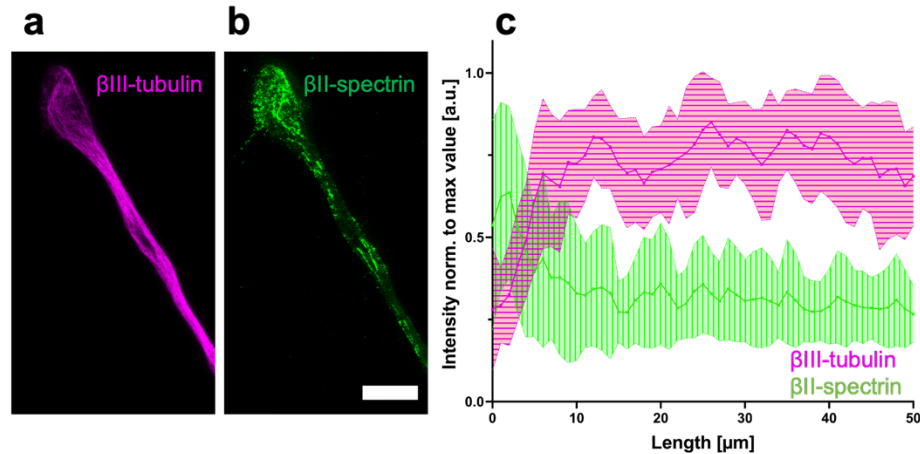 a
b
c
βIII-tubulin
βII-spectrin
Intensity norm. to max value [a.u.]
1.0
0.5
0.0
0
10
20
30
40
50
Length [µm]
βIII-tubulin
βII-spectrin